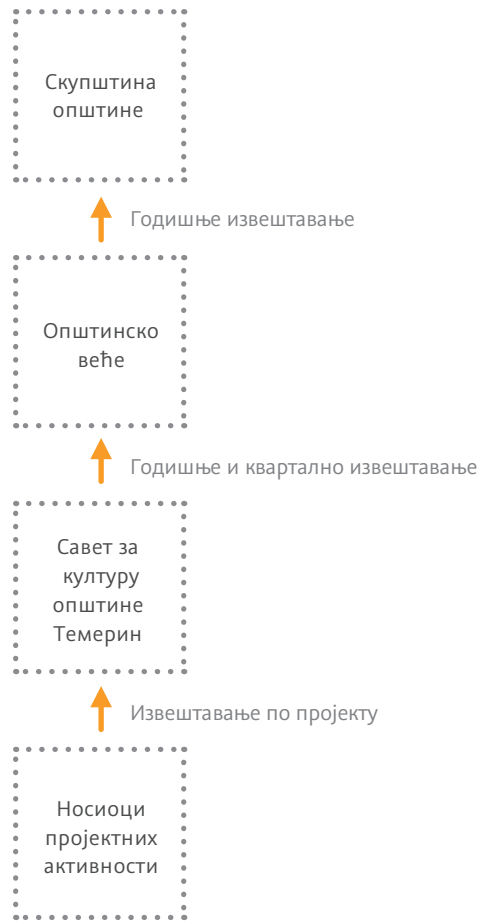 Скупштина
општине
Годишње извештавање
Општинско
веће
Годишње и квартално извештавање
Савет за
културу
општине
Темерин
Извештавање по пројекту
Носиоци
пројектних
активности